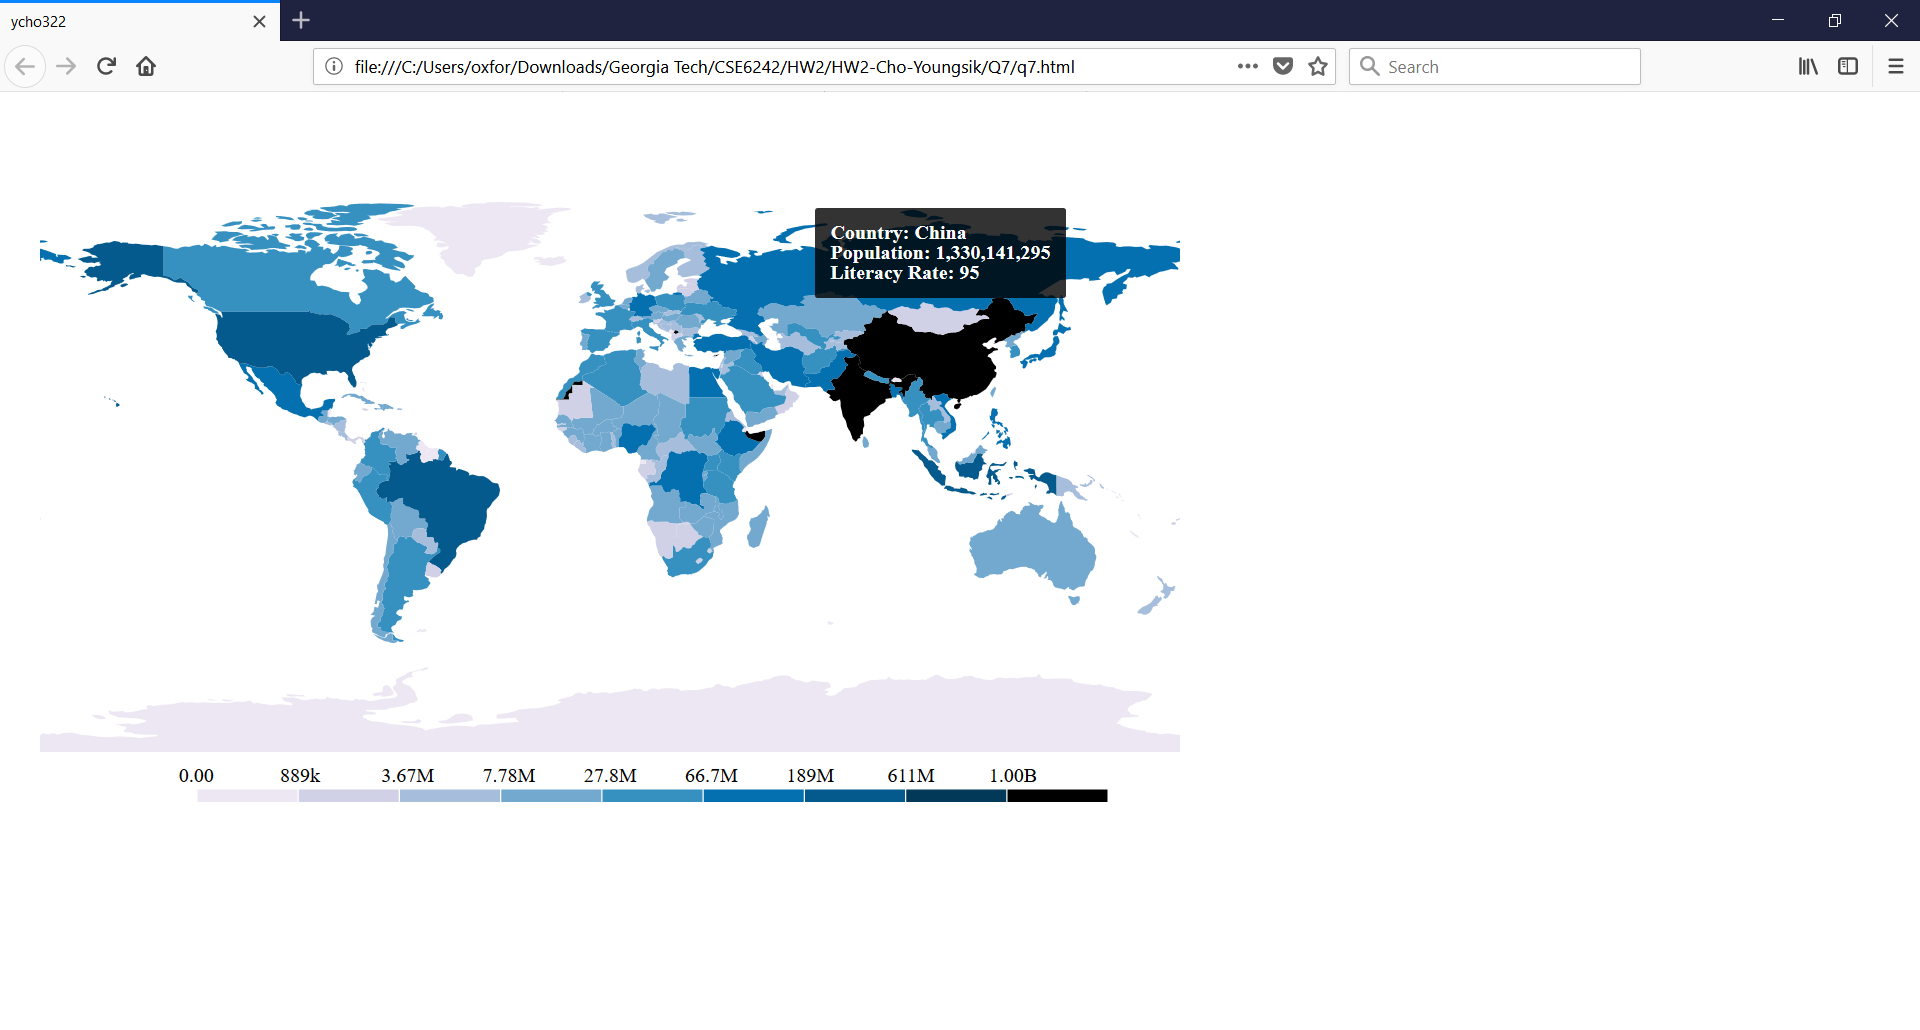 ycho322
file:///C:/Users/oxfor/Downloads/Georgia Tech/CSE6242/HW2/HW2-Cho-Youngsik/Q7/q7.html
Search
Country: China
Population: 1,330,141,295
Literacy Rate: 95
0.00 889k 3.67M 7.78M 27.8M 66.7M 189M 611M 1.00B